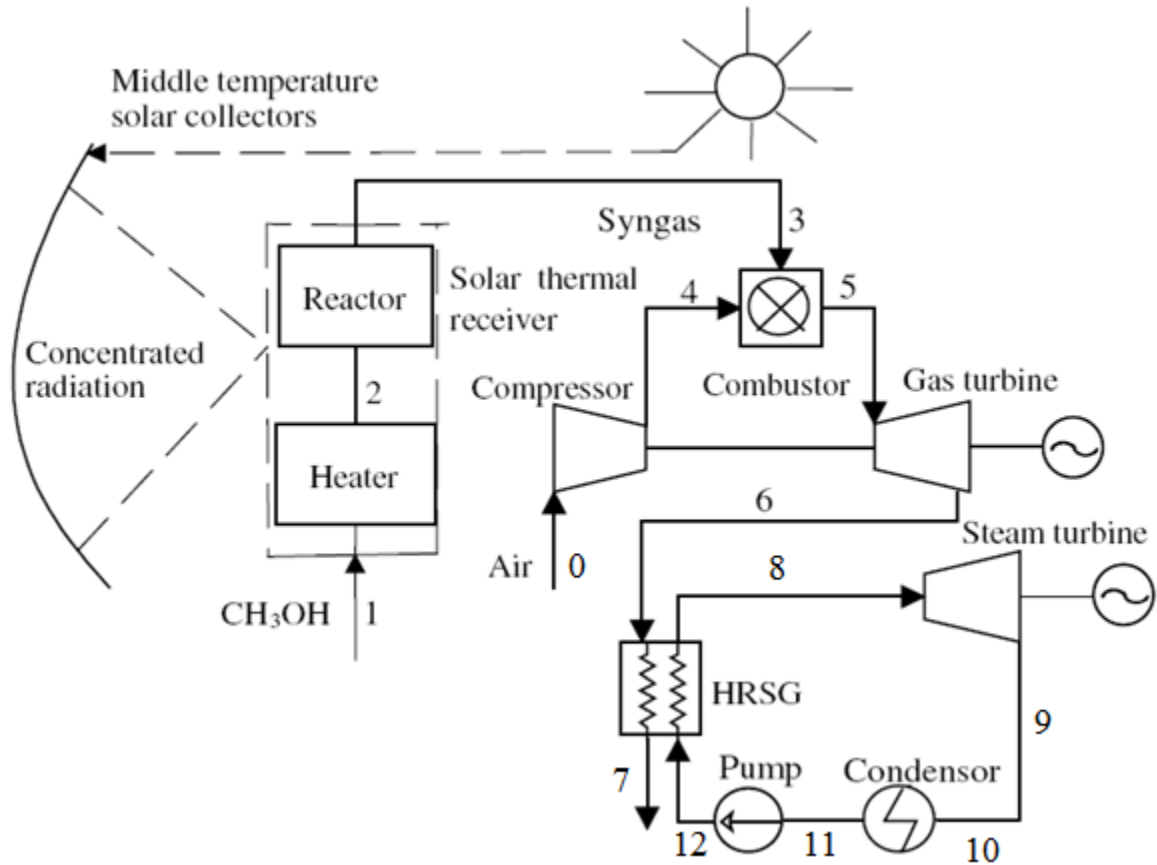 Middle temperature
solar collectors
Syngas
3
Reactor
Solar thermal
receiver
4
5
Concentrated
radiation
2
Compressor
Combustor
Gas turbine
Heater
6
Steam turbine
Air
0
8
CH₃OH
1
HRSG
9
7
Pump
Condensor
12
11
10